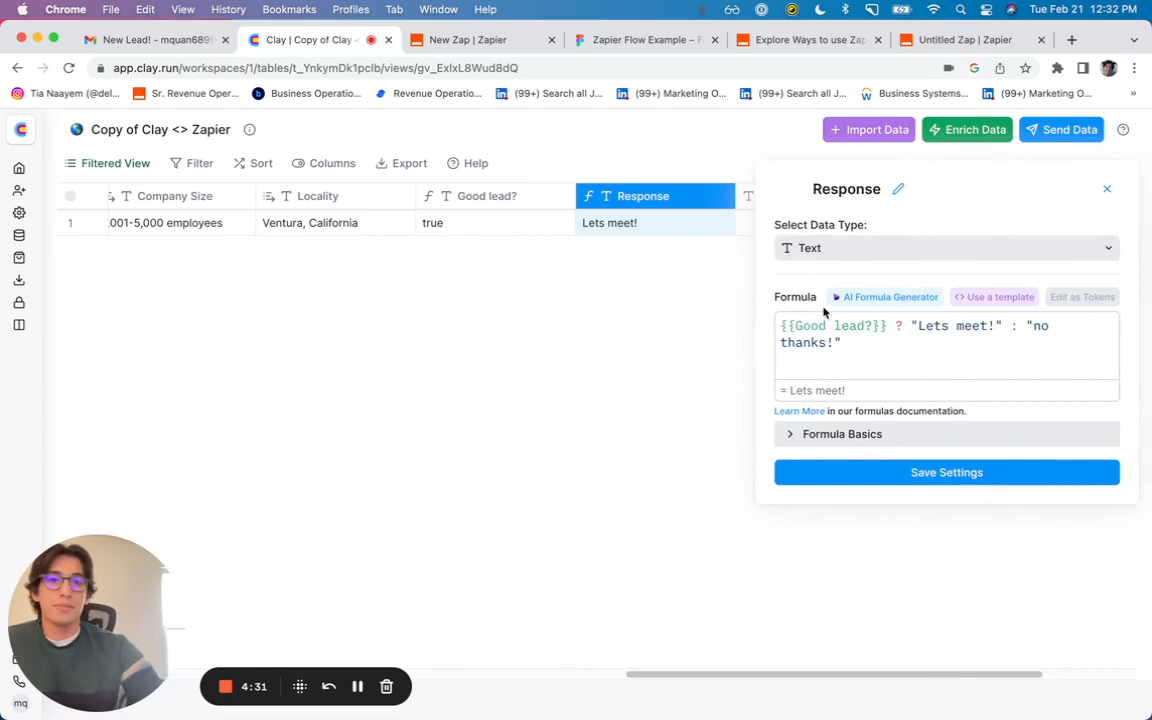 Chrome File Edit View History Bookmarks Profiles Tab Window Help Tue Feb 21 12:32 PM
New Lead! - mquan6895 Clay | Copy of Clay <> New Zap | Zapier Zapier Flow Example – F Explore Ways to use Zap Untitled Zap | Zapier
app.clay.run/workspaces/1/tables/t_YnkymDk1pclb/views/gv_ExIxL8Wud8dQ
Tia Naayem (@del... Sr. Revenue Oper... Business Operatio... Revenue Operatio... (99+) Search all J... (99+) Marketing O... (99+) Search all J... Business Systems... (99+) Marketing O...
Copy of Clay <> Zapier
Import Data Enrich Data Send Data
Filtered View Filter Sort Columns Export Help
Company Size Locality Good lead? Response
1 001-5,000 employees Ventura, California true Lets meet!
Response
Select Data Type:
Text
Formula AI Formula Generator Use a template Edit as Tokens
{{Good lead?}} ? "Lets meet!" : "no
thanks!"
= Lets meet!
Learn More in our formulas documentation.
Formula Basics
Save Settings
4:31
mq